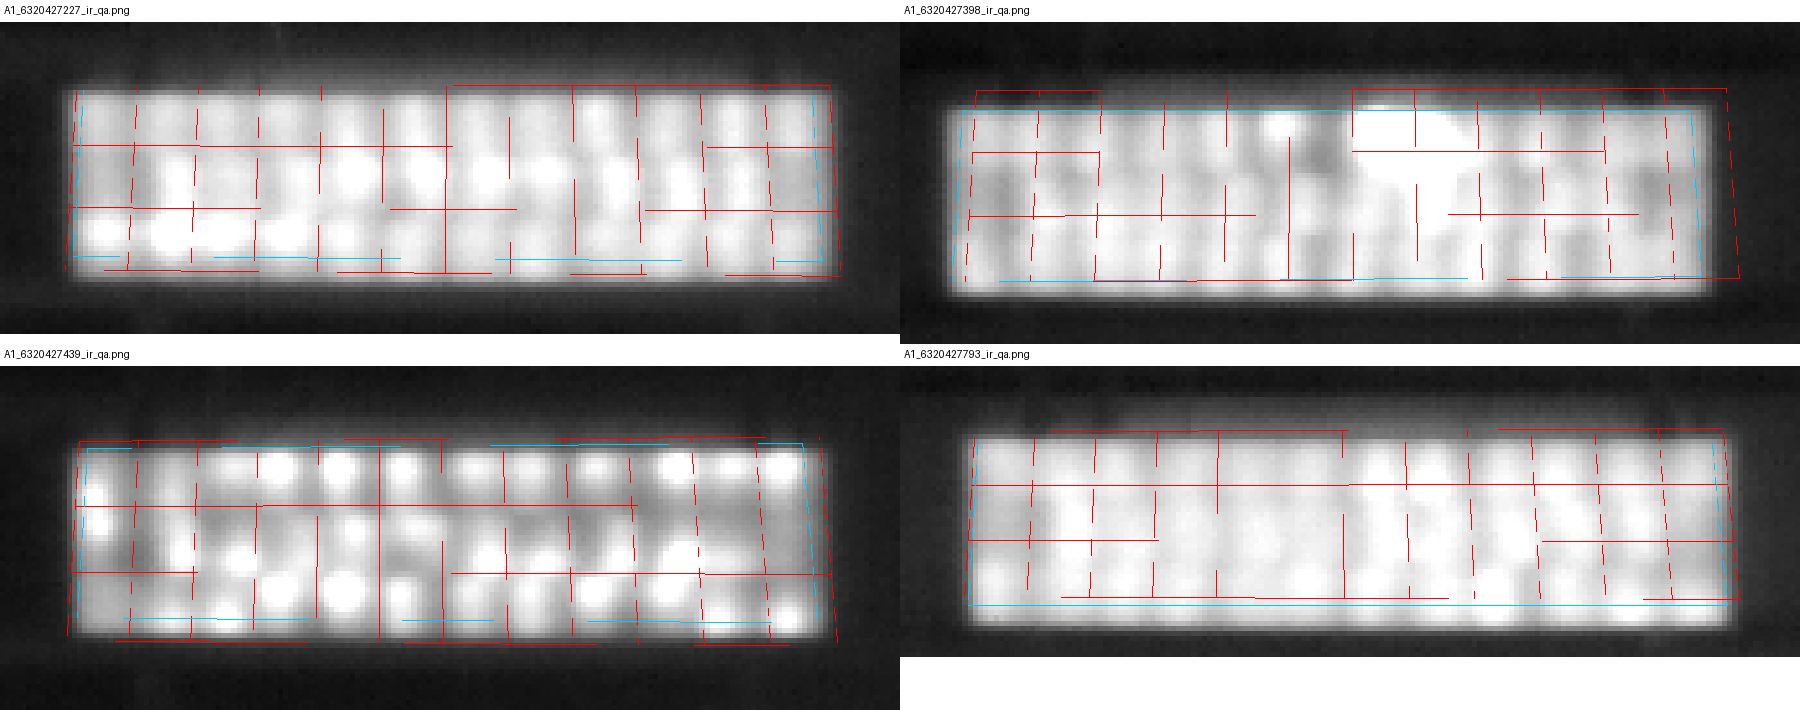 A1_6320427227_ir_qa.png
A1_6320427398_ir_qa.png
A1_6320427439_ir_qa.png
A1_6320427793_ir_qa.png